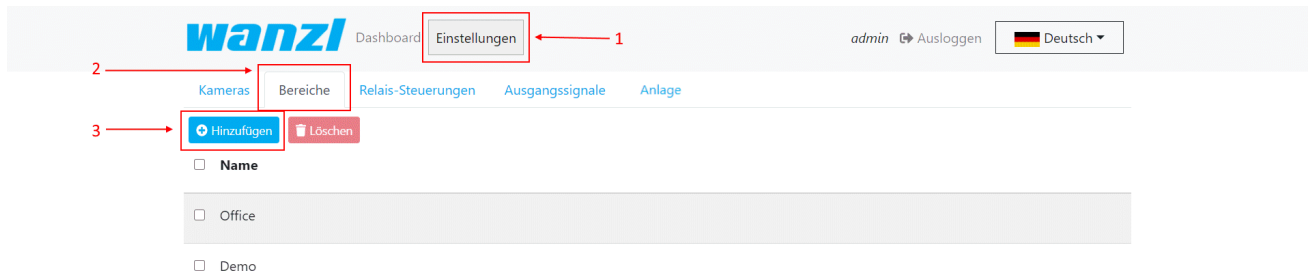 wanzl Dashboard Einstellungen 1 admin Ausloggen Deutsch
2
Kameras Bereiche Relais-Steuerungen Ausgangssignale Anlage
3 Hinzufügen Löschen
Name
Office
Demo